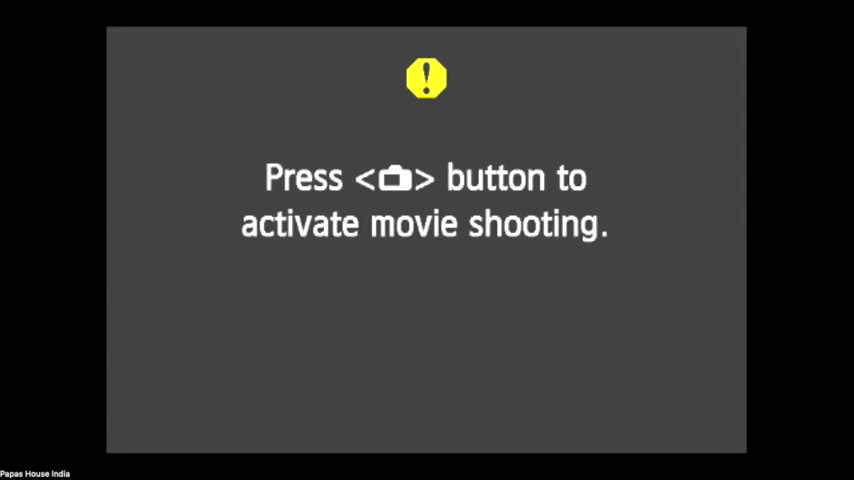 Press <📷> button to
activate movie shooting.
Papas House India